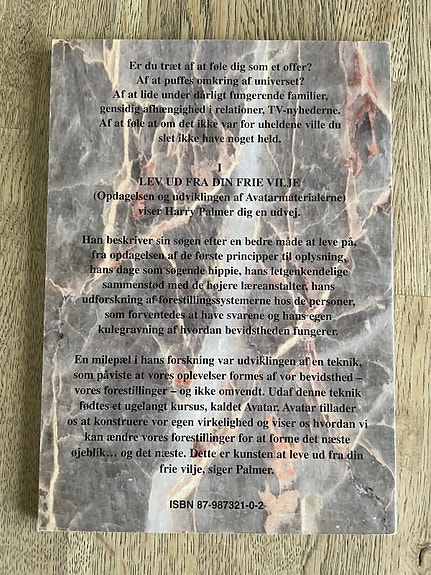 Er du træt af at føle dig som et offer?
Af at puffes omkring af universet?
Af at lide under dårligt fungerende familier,
gensidig afhængighed i relationer, TV-nyhederne.
Af at føle at om det ikke var for uheldene ville du
slet ikke have noget held.
I
LEV UD FRA DIN FRIE VILJE
(Opdagelsen og udviklingen af Avatarmaterialerne)
viser Harry Palmer dig en udvej.
Han beskriver sin søgen efter en bedre måde at leve på,
fra opdagelsen af de første principper til oplysning,
hans dage som søgende hippie, hans letgenkendelige
sammenstød med de højere læreanstalter, hans
udforskning af forestillingssystemerne hos de personer,
som forventedes at have svarene og hans egen
kulegravning af hvordan bevidstheden fungerer.
En milepæl i hans forskning var udviklingen af en teknik,
som påviste at vores oplevelser formes af vor bevidsthed –
vores forestillinger – og ikke omvendt. Udaf denne teknik
fødtes et ugelangt kursus, kaldet Avatar. Avatar tillader
os at konstruere vor egen virkelighed og viser os hvordan vi
kan ændre vores forestillinger for at forme det næste
øjeblik… og det næste. Dette er kunsten at leve ud fra din
frie vilje, siger Palmer.
ISBN 87-987321-0-2